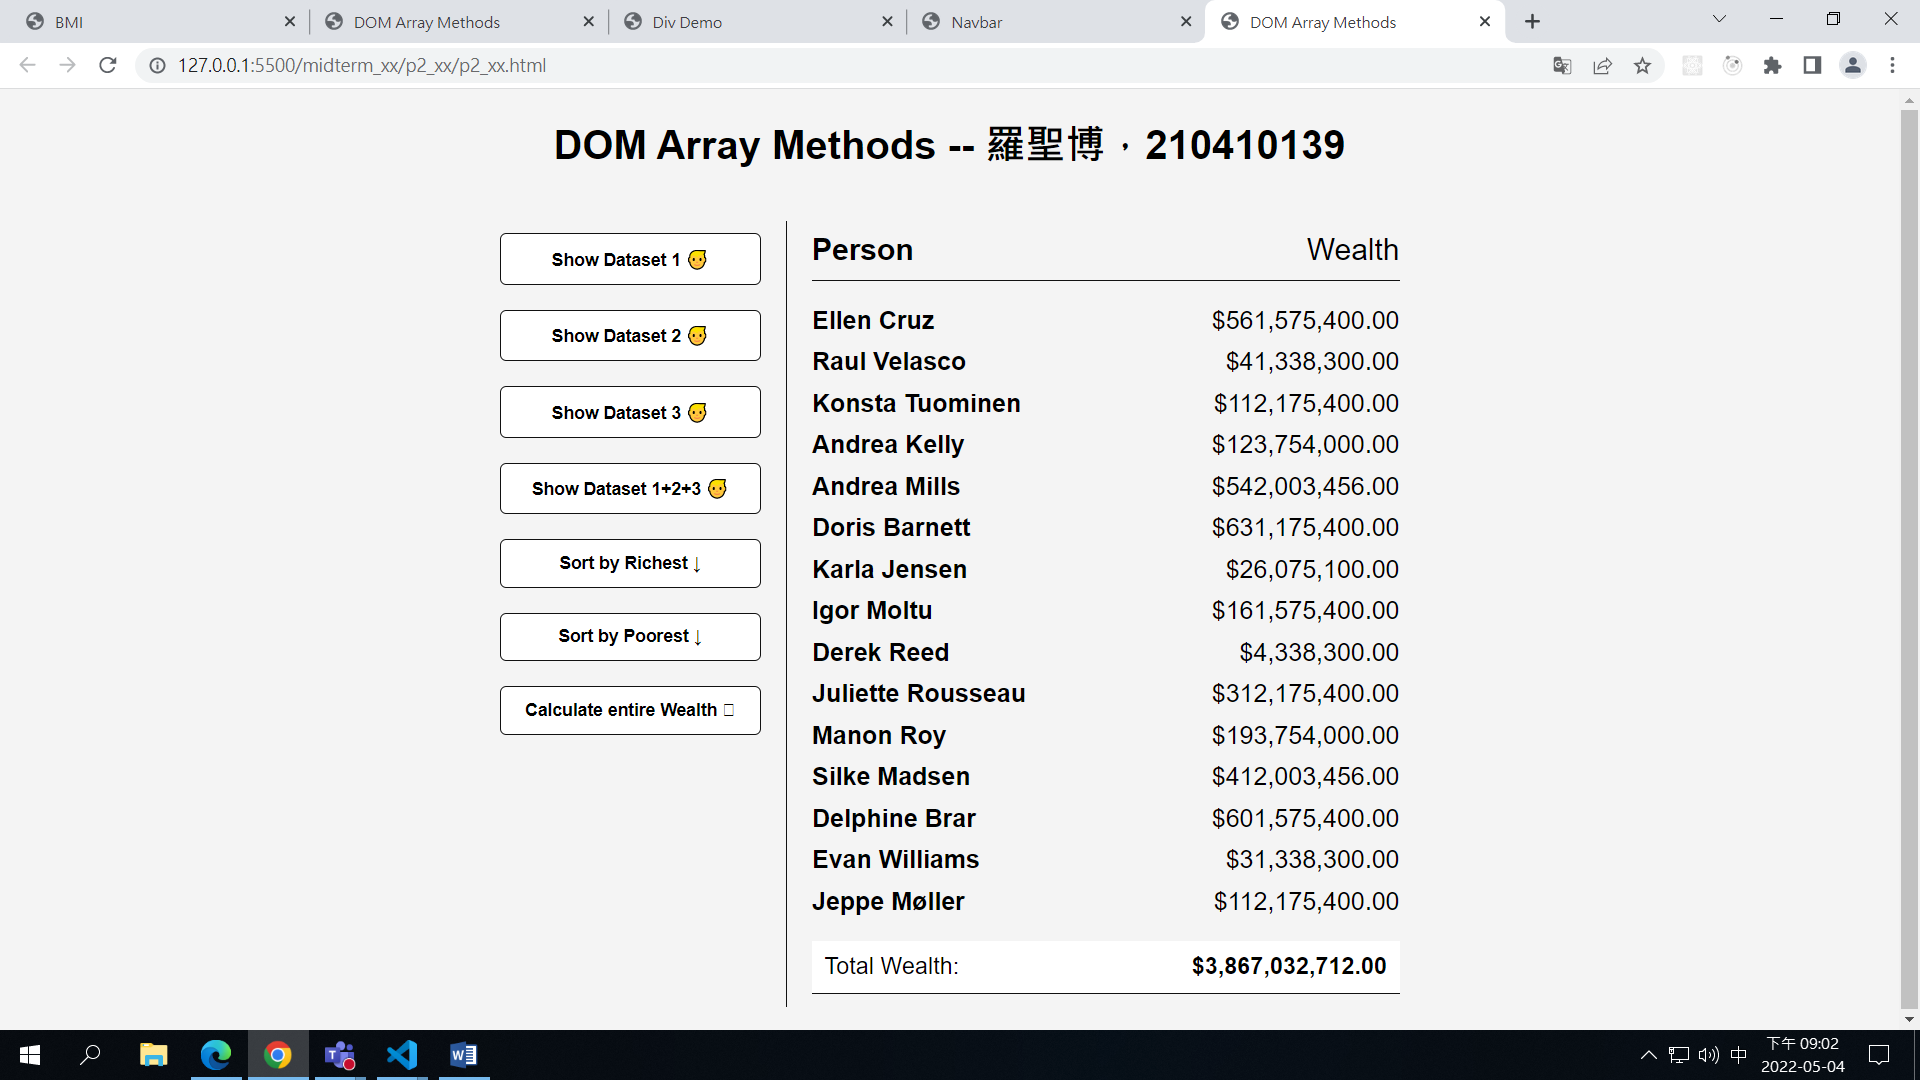 BMI
DOM Array Methods
Div Demo
Navbar
DOM Array Methods
127.0.0.1:5500/midterm_xx/p2_xx/p2_xx.html
DOM Array Methods -- 羅聖博，210410139
Show Dataset 1 👱
Show Dataset 2 👱
Show Dataset 3 👱
Show Dataset 1+2+3 👱
Sort by Richest ↓
Sort by Poorest ↓
Calculate entire Wealth
Person Wealth
Ellen Cruz $561,575,400.00
Raul Velasco $41,338,300.00
Konsta Tuominen $112,175,400.00
Andrea Kelly $123,754,000.00
Andrea Mills $542,003,456.00
Doris Barnett $631,175,400.00
Karla Jensen $26,075,100.00
Igor Moltu $161,575,400.00
Derek Reed $4,338,300.00
Juliette Rousseau $312,175,400.00
Manon Roy $193,754,000.00
Silke Madsen $412,003,456.00
Delphine Brar $601,575,400.00
Evan Williams $31,338,300.00
Jeppe Møller $112,175,400.00
Total Wealth: $3,867,032,712.00
中
下午 09:02
2022-05-04